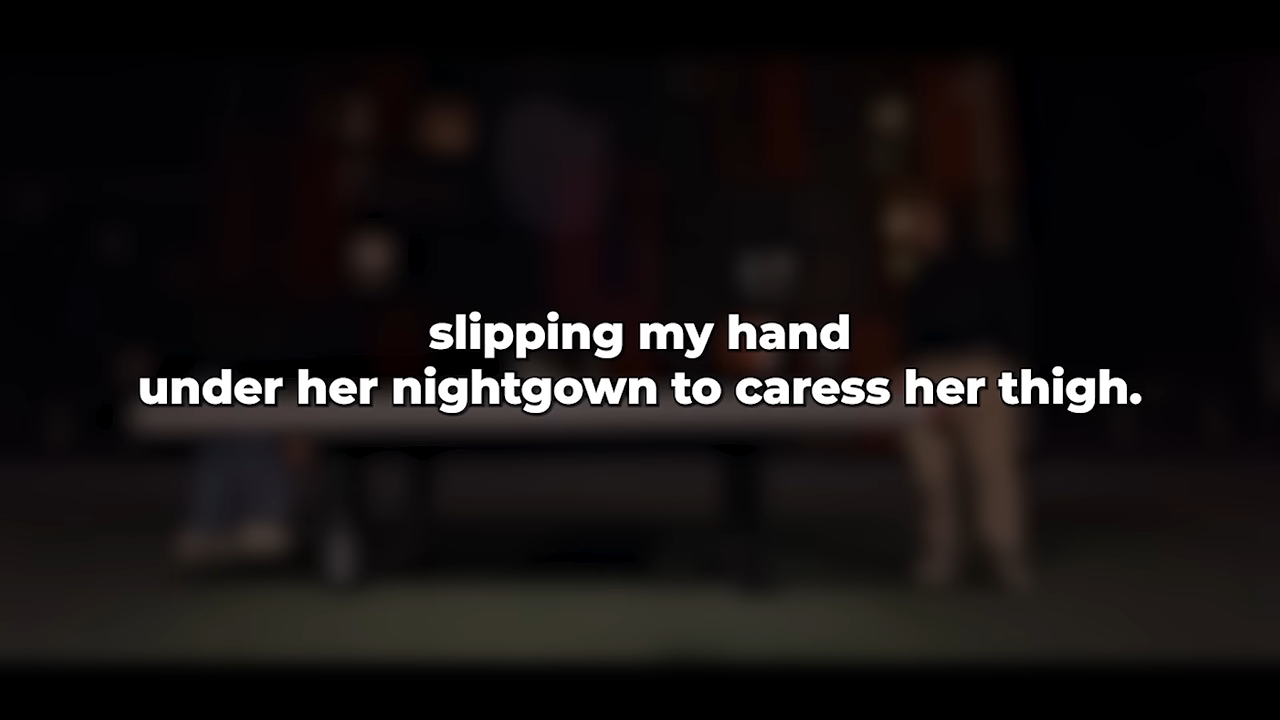 slipping my hand
under her nightgown to caress her thigh.